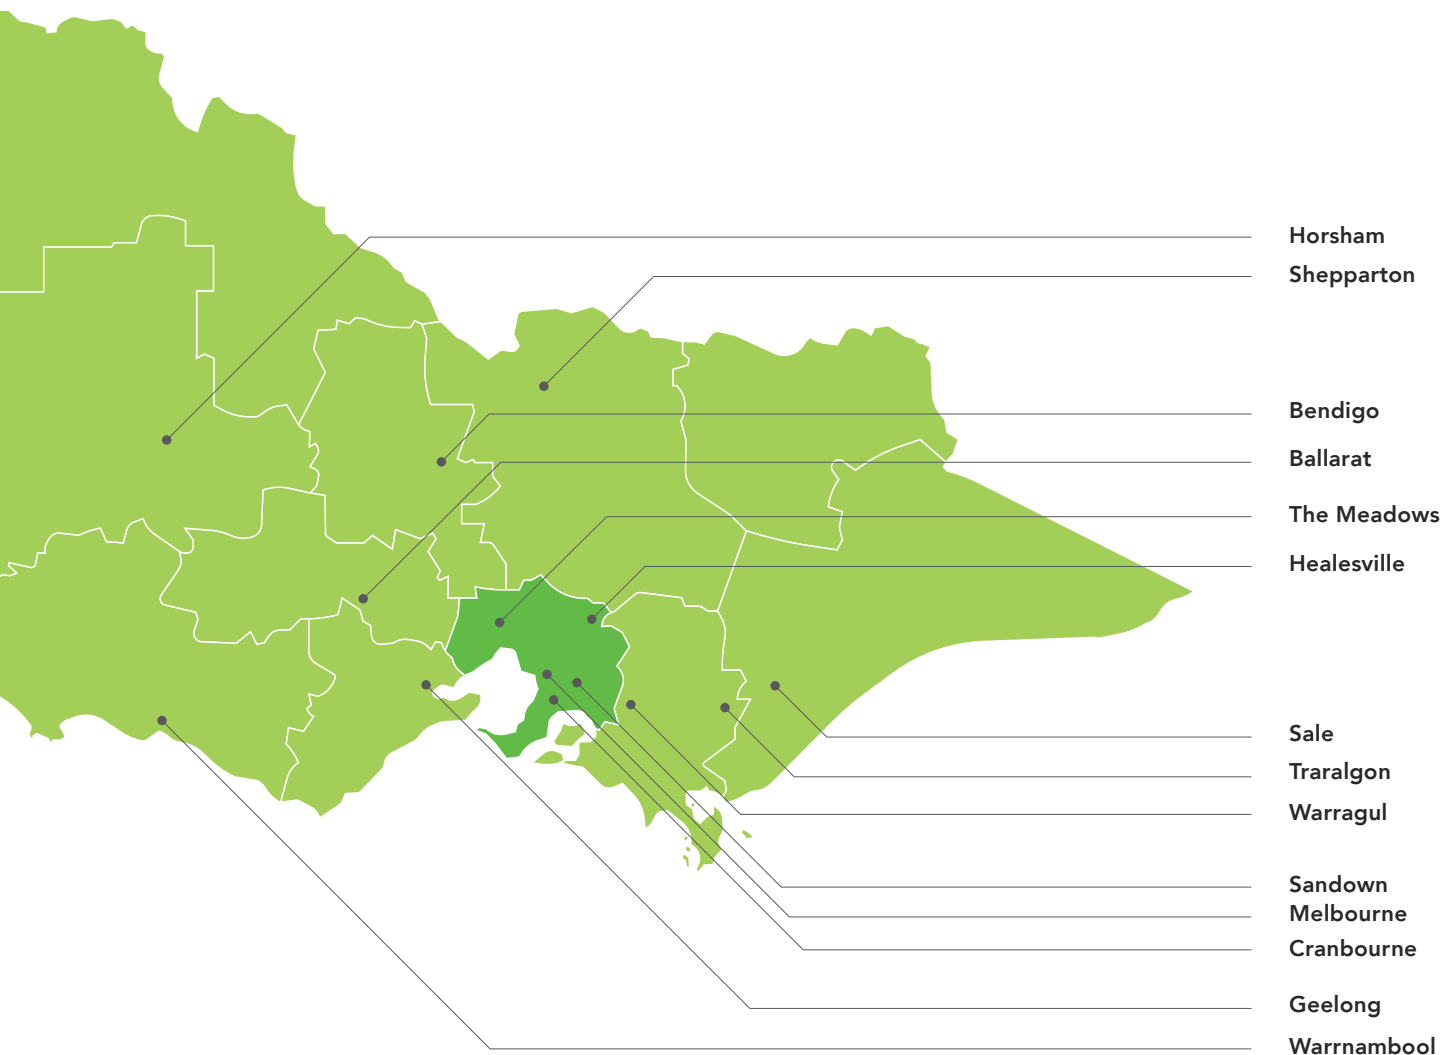 Horsham
Shepparton
Bendigo
Ballarat
The Meadows
Healesville
Sale
Traralgon
Warragul
Sandown
Melbourne
Cranbourne
Geelong
Warrnambool